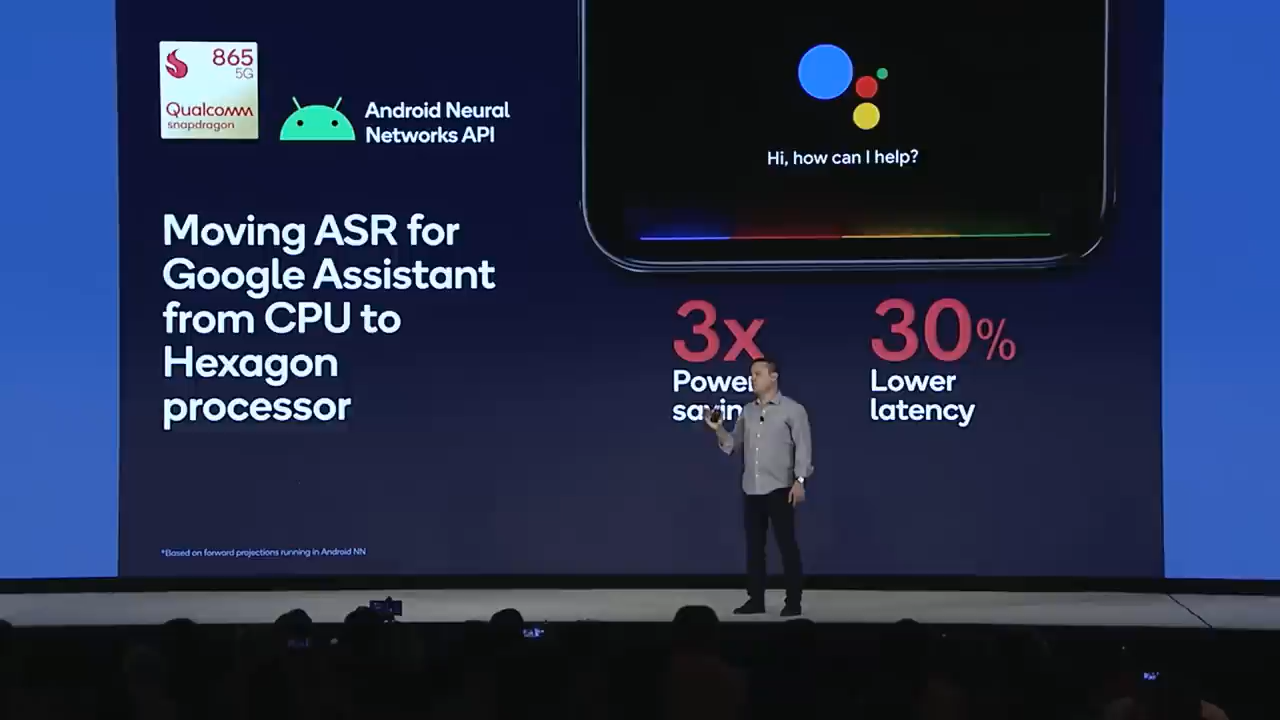 865
5G
Qualcomm
snapdragon
Android Neural
Networks API
Hi, how can I help?
Moving ASR for
Google Assistant
from CPU to
Hexagon
processor
3x
Power
30%
Lower
latency
*Based on forward projections running in Android NN